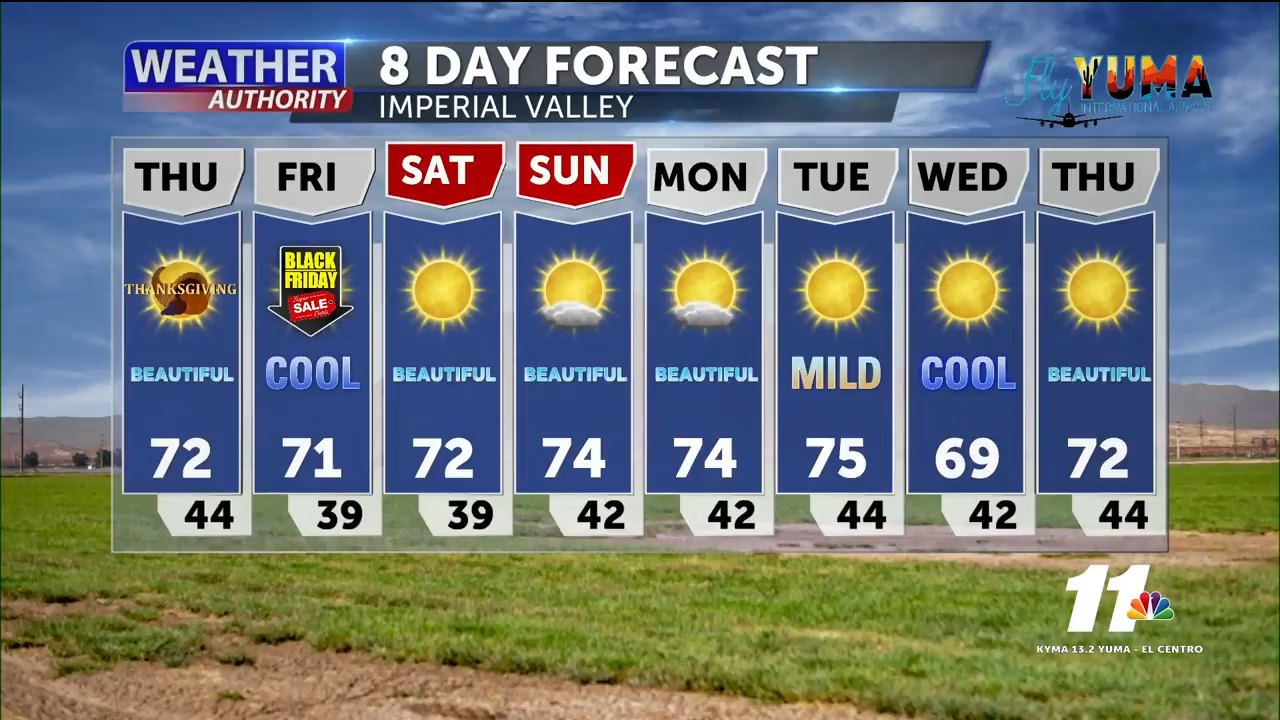 WEATHER
AUTHORITY
8 DAY FORECAST
IMPERIAL VALLEY
Fly YUMA
INTERNATIONAL AIRPORT
THU FRI SAT SUN MON TUE WED THU
THANKSGIVING
BLACK
FRIDAY
Super
SALE
Deals
BEAUTIFUL COOL BEAUTIFUL BEAUTIFUL BEAUTIFUL MILD COOL BEAUTIFUL
72 71 72 74 74 75 69 72
44 39 39 42 42 44 42 44
11
KYMA 13.2 YUMA - EL CENTRO